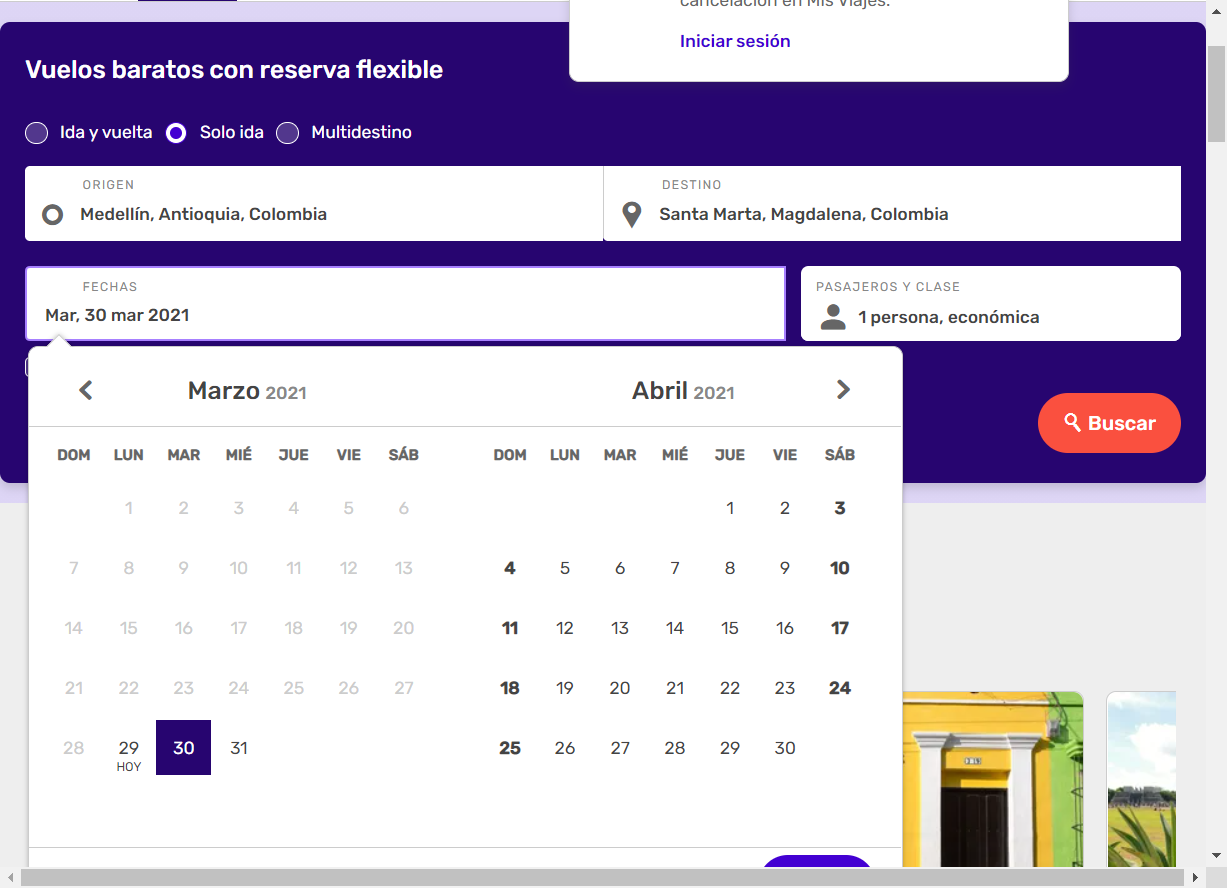 cancelación en Mis Viajes.
Iniciar sesión
Vuelos baratos con reserva flexible
Ida y vuelta Solo ida Multidestino
ORIGEN
Medellín, Antioquia, Colombia
DESTINO
Santa Marta, Magdalena, Colombia
FECHAS
Mar, 30 mar 2021
PASAJEROS Y CLASE
1 persona, económica
Buscar
Marzo 2021
DOM LUN MAR MIÉ JUE VIE SÁB
1 2 3 4 5 6
7 8 9 10 11 12 13
14 15 16 17 18 19 20
21 22 23 24 25 26 27
28 29 30 31
HOY
Abril 2021
DOM LUN MAR MIÉ JUE VIE SÁB
1 2 3
4 5 6 7 8 9 10
11 12 13 14 15 16 17
18 19 20 21 22 23 24
25 26 27 28 29 30